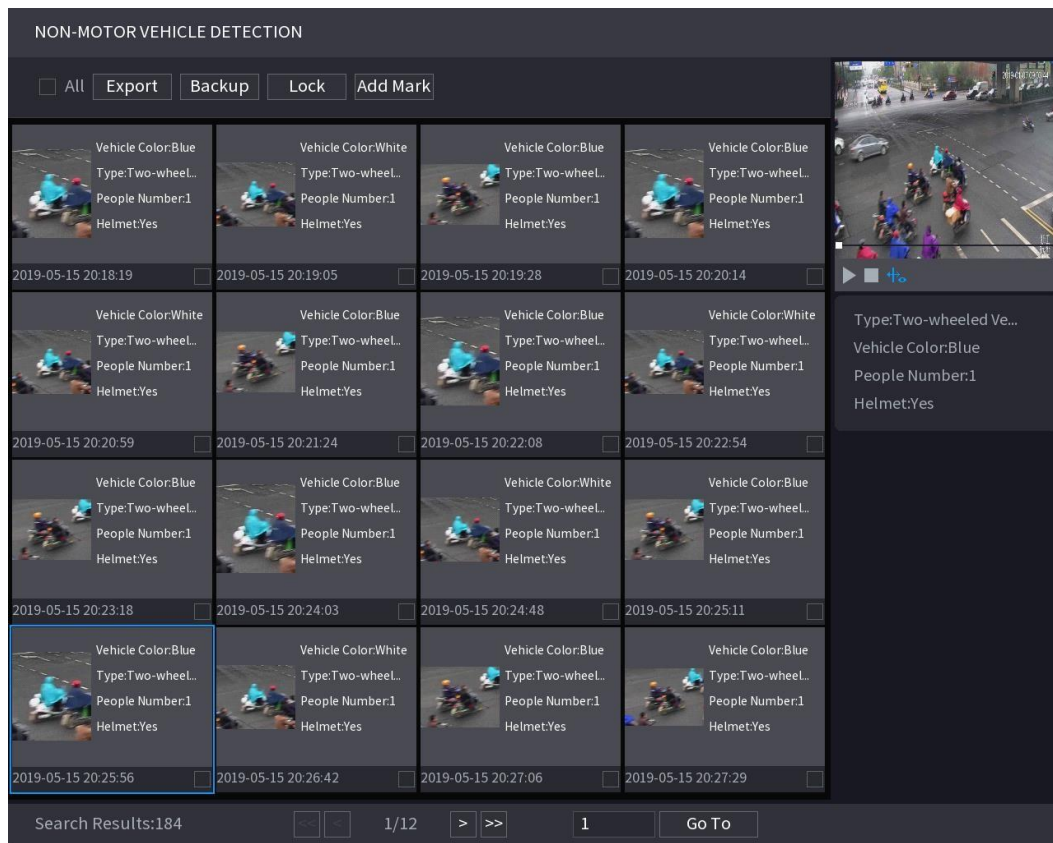 NON-MOTOR VEHICLE DETECTION
All Export Backup Lock Add Mark
Vehicle Color:Blue
Type:Two-wheel...
People Number:1
Helmet:Yes
2019-05-15 20:18:19
Vehicle Color:White
Type:Two-wheel...
People Number:1
Helmet:Yes
2019-05-15 20:19:05
Vehicle Color:Blue
Type:Two-wheel...
People Number:1
Helmet:Yes
2019-05-15 20:19:28
Vehicle Color:Blue
Type:Two-wheel...
People Number:1
Helmet:Yes
2019-05-15 20:20:14
Vehicle Color:White
Type:Two-wheel...
People Number:1
Helmet:Yes
2019-05-15 20:20:59
Vehicle Color:Blue
Type:Two-wheel...
People Number:1
Helmet:Yes
2019-05-15 20:21:24
Vehicle Color:Blue
Type:Two-wheel...
People Number:1
Helmet:Yes
2019-05-15 20:22:08
Vehicle Color:White
Type:Two-wheel...
People Number:1
Helmet:Yes
2019-05-15 20:22:54
Vehicle Color:Blue
Type:Two-wheel...
People Number:1
Helmet:Yes
2019-05-15 20:23:18
Vehicle Color:Blue
Type:Two-wheel...
People Number:1
Helmet:Yes
2019-05-15 20:24:03
Vehicle Color:White
Type:Two-wheel...
People Number:1
Helmet:Yes
2019-05-15 20:24:48
Vehicle Color:Blue
Type:Two-wheel...
People Number:1
Helmet:Yes
2019-05-15 20:25:11
Vehicle Color:Blue
Type:Two-wheel...
People Number:1
Helmet:Yes
2019-05-15 20:25:56
Vehicle Color:White
Type:Two-wheel...
People Number:1
Helmet:Yes
2019-05-15 20:26:42
Vehicle Color:Blue
Type:Two-wheel...
People Number:1
Helmet:Yes
2019-05-15 20:27:06
Vehicle Color:Blue
Type:Two-wheel...
People Number:1
Helmet:Yes
2019-05-15 20:27:29
Type:Two-wheeled Ve...
Vehicle Color:Blue
People Number:1
Helmet:Yes
Search Results:184 << < 1/12 > >> 1 Go To